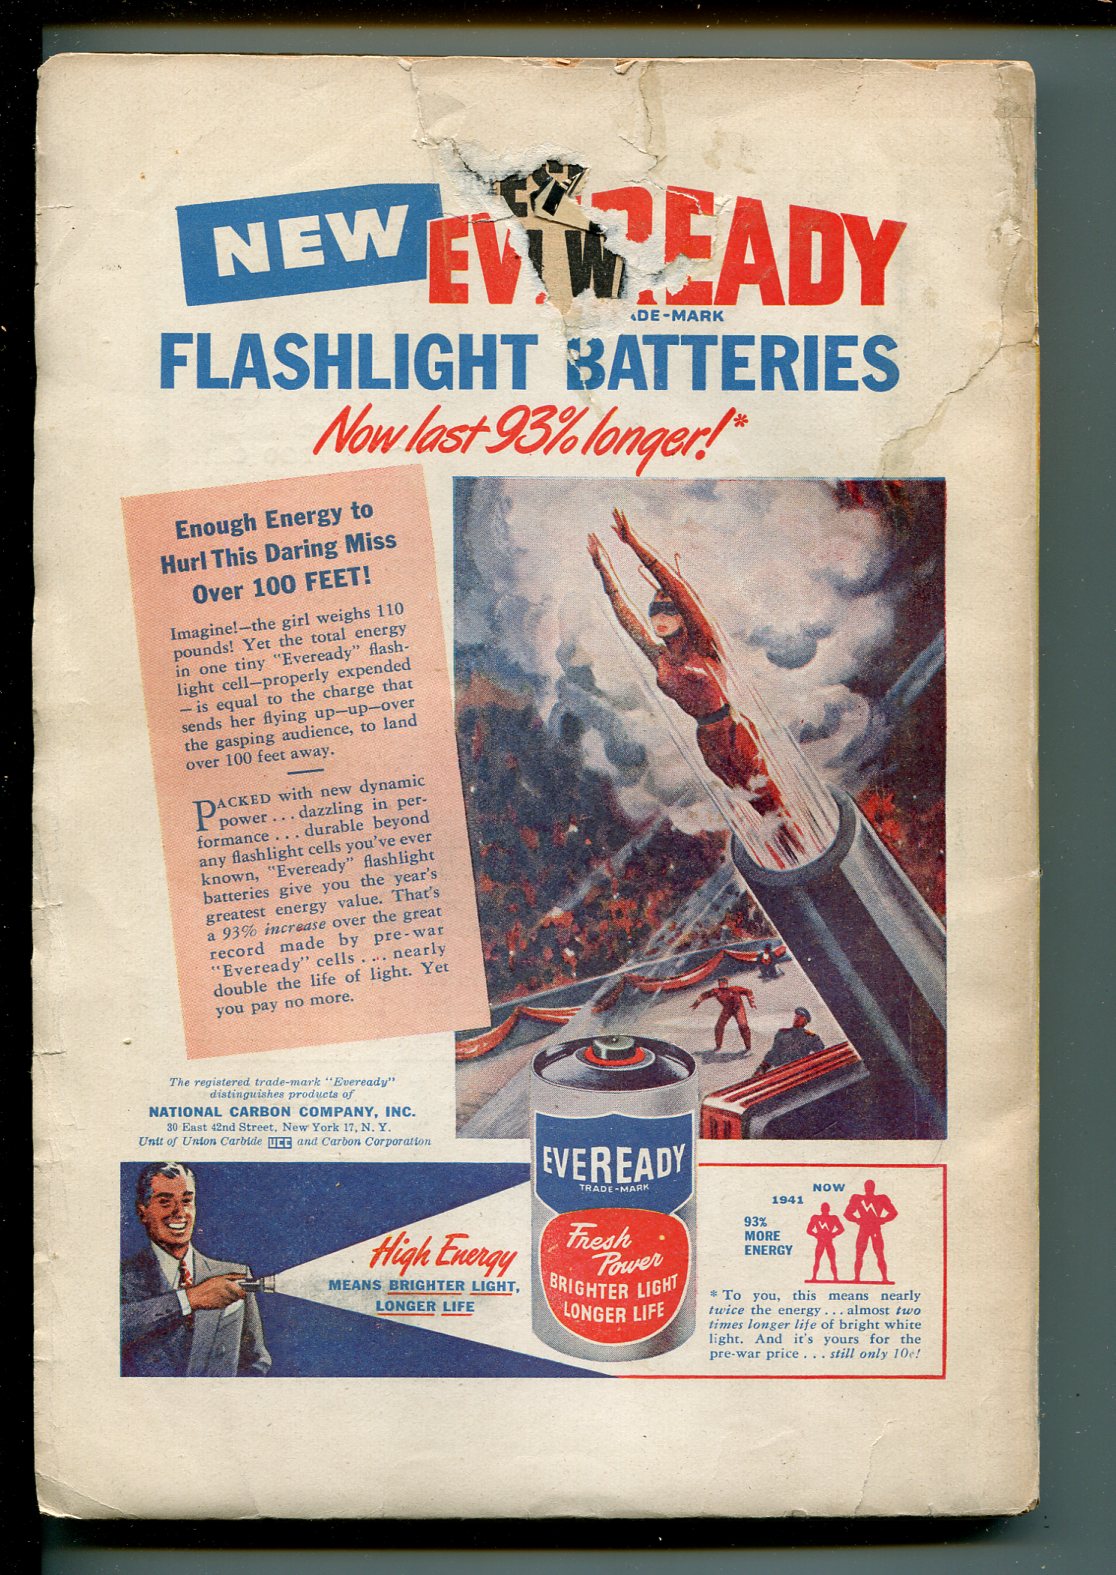 NEW EVEREADY
DE-MARK
FLASHLIGHT BATTERIES
Now last 93% longer!*
Enough Energy to
Hurl This Daring Miss
Over 100 FEET!
Imagine!—the girl weighs 110
pounds! Yet the total energy
in one tiny "Eveready" flash-
light cell—properly expended
—is equal to the charge that
sends her flying up—up—over
the gasping audience, to land
over 100 feet away.
PACKED with new dynamic
power . . . dazzling in per-
formance . . . durable beyond
any flashlight cells you've ever
known, "Eveready" flashlight
batteries give you the year's
greatest energy value. That's
a 93% increase over the great
record made by pre-war
"Eveready" cells . . . nearly
double the life of light. Yet
you pay no more.
The registered trade-mark "Eveready"
distinguishes products of
NATIONAL CARBON COMPANY, INC.
30 East 42nd Street, New York 17, N. Y.
Unit of Union Carbide UCC and Carbon Corporation
High Energy
MEANS BRIGHTER LIGHT,
LONGER LIFE
EVEREADY
TRADE-MARK
Fresh
Power
BRIGHTER LIGHT
LONGER LIFE
NOW
1941
93%
MORE
ENERGY
* To you, this means nearly
twice the energy . . . almost two
times longer life of bright white
light. And it's yours for the
pre-war price . . . still only 10¢!